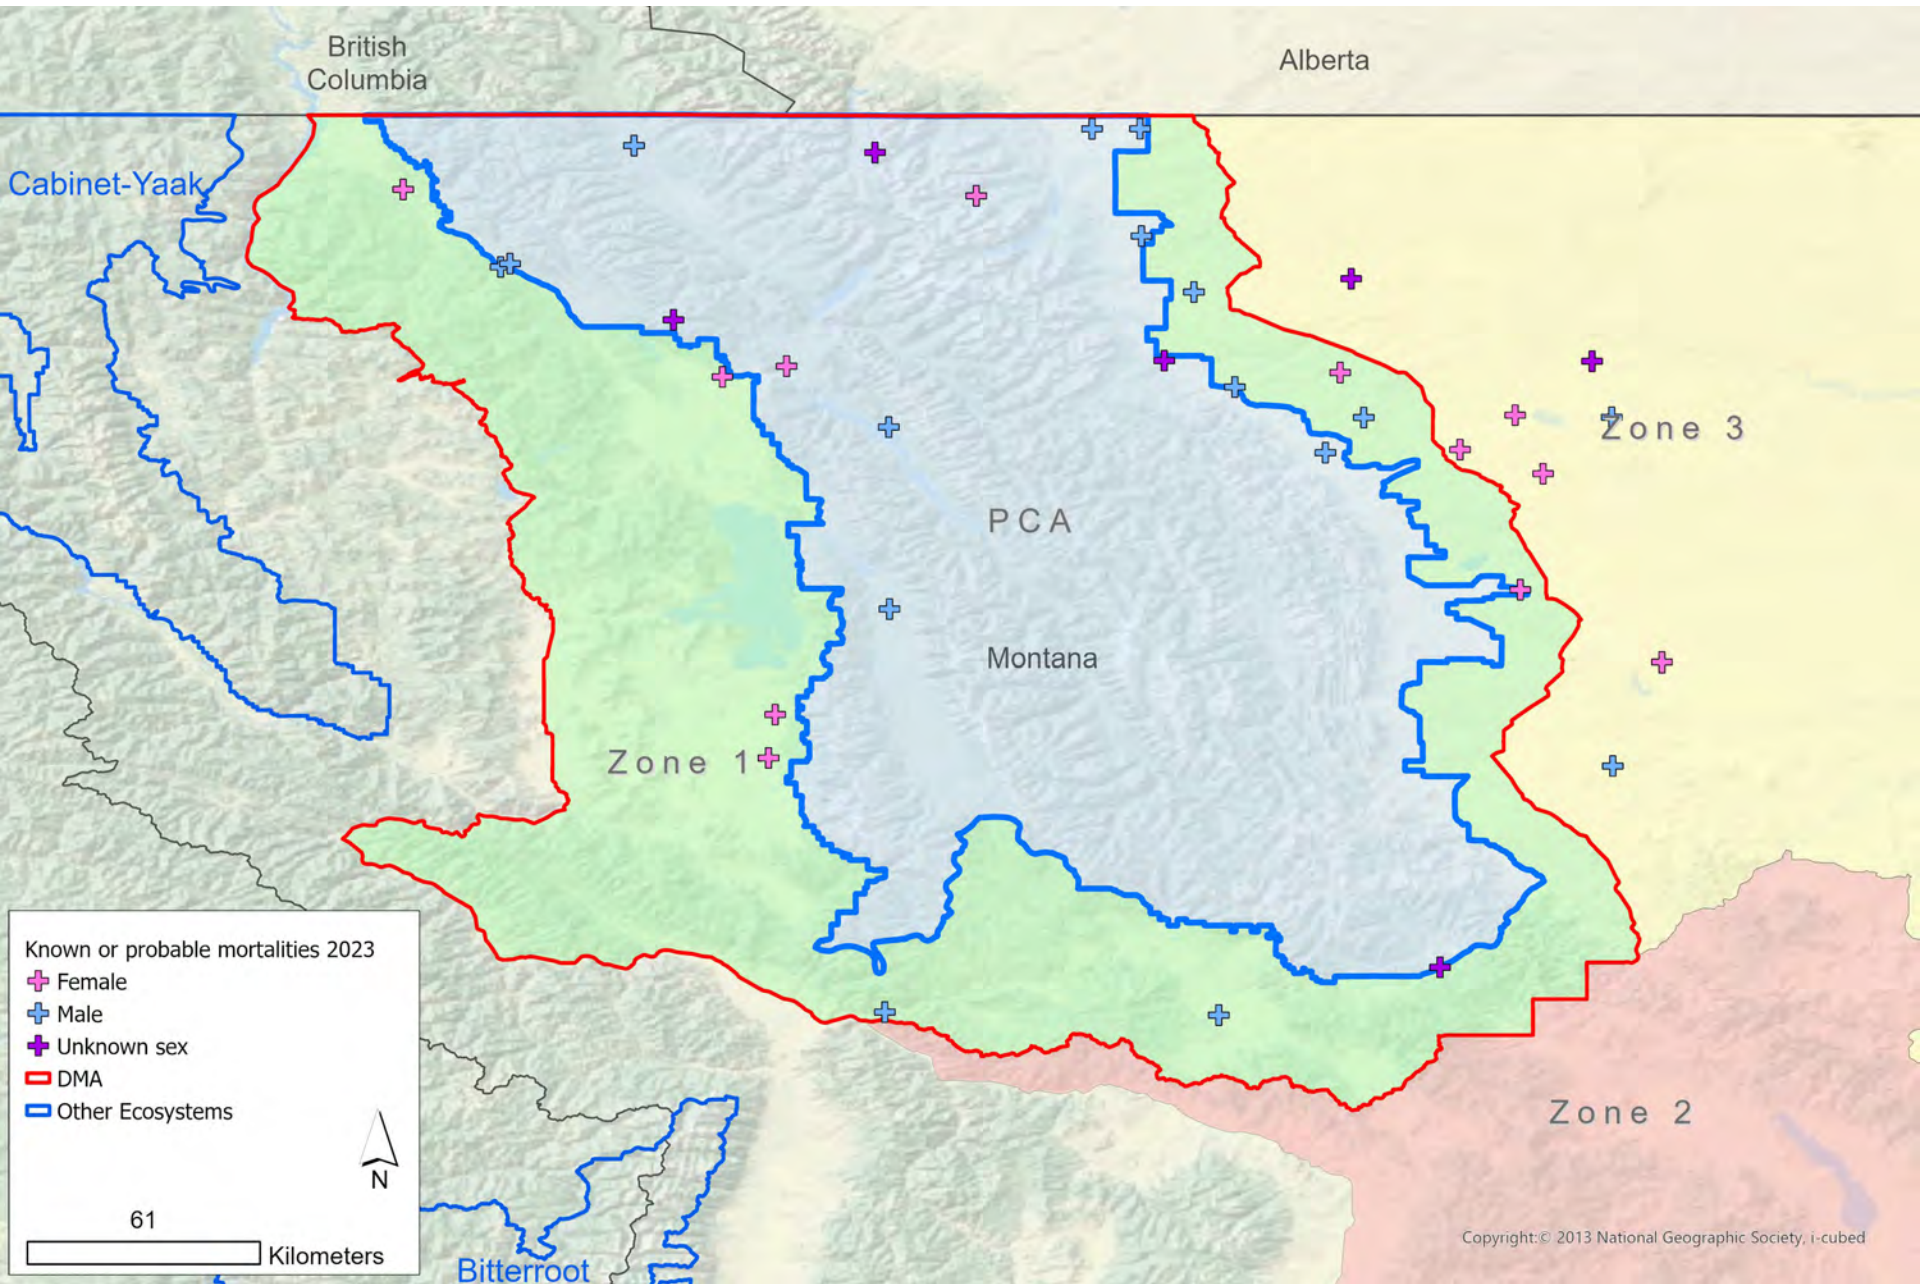 British
Columbia
Alberta
Cabinet-Yaak
Zone 3
PCA
Montana
Zone 1
Known or probable mortalities 2023
Female
Male
Unknown sex
DMA
Other Ecosystems
N
61
Kilometers
Zone 2
Bitterroot
Copyright:© 2013 National Geographic Society, i-cubed